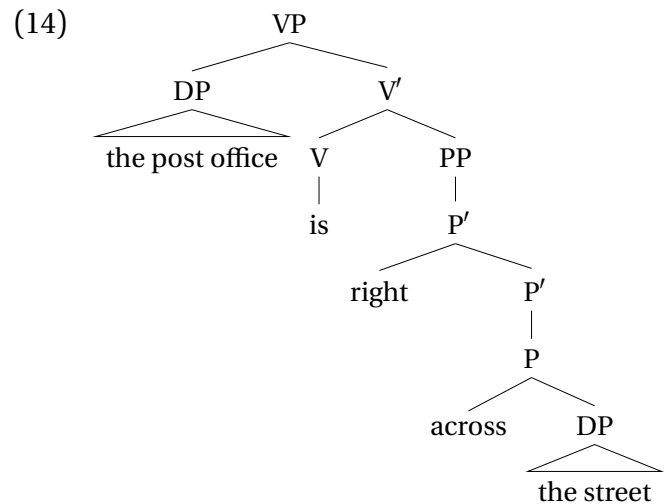 (14)
VP
DP V′
the post office V PP
is P′
right P′
P
across DP
the street